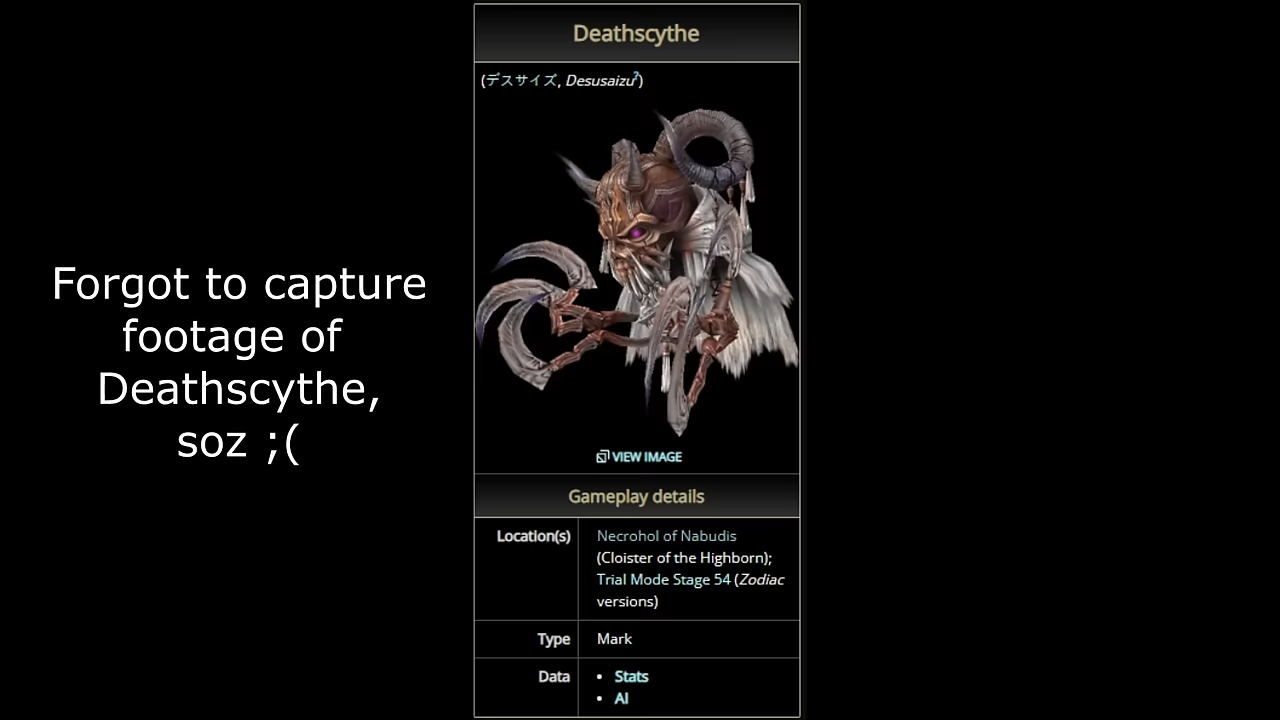 Forgot to capture
footage of
Deathscythe,
soz ;(
Deathscythe
(デスサイズ, Desusaizu?)
VIEW IMAGE
Gameplay details
Location(s)
Necrohol of Nabudis
(Cloister of the Highborn);
Trial Mode Stage 54 (Zodiac
versions)
Type
Mark
Data
• Stats
• AI